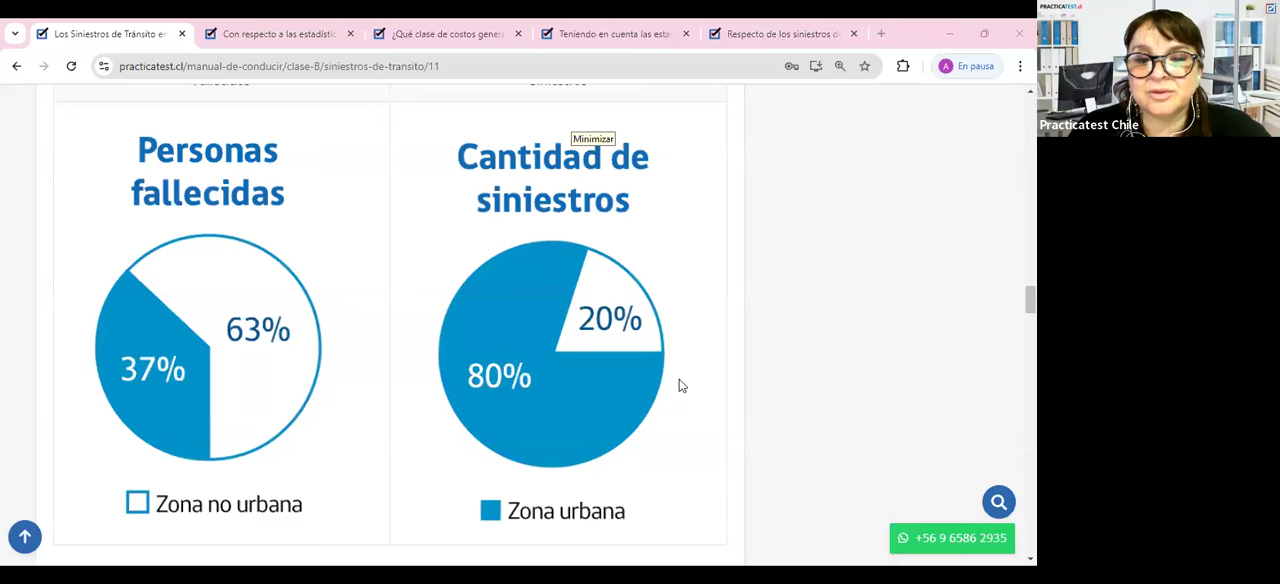 Los Siniestros de Tránsito en
Con respecto a las estadístic
¿Qué clase de costos genera
Teniendo en cuenta las esta
Respecto de los siniestros d
practicatest.cl/manual-de-conducir/clase-B/siniestros-de-transito/11
A
En pausa
PRACTICATEST.cl
Practicatest Chile
Minimizar
Personas
fallecidas
63%
37%
Zona no urbana
Cantidad de
siniestros
20%
80%
Zona urbana
+56 9 6586 2935